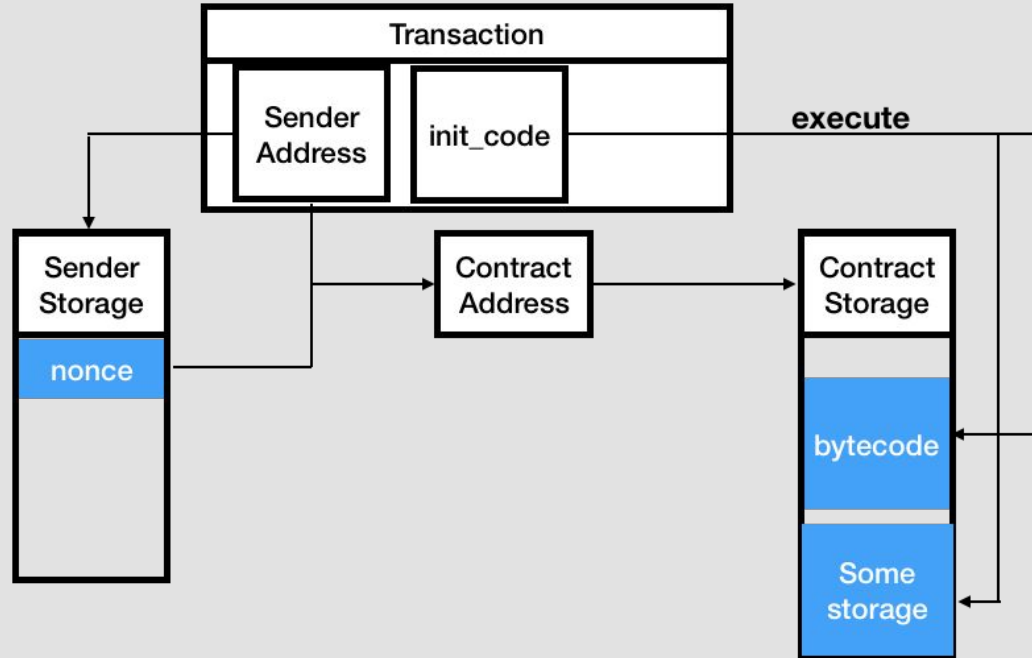 Transaction
Sender
Address
init_code
execute
Sender
Storage
nonce
Contract
Address
Contract
Storage
bytecode
Some
storage